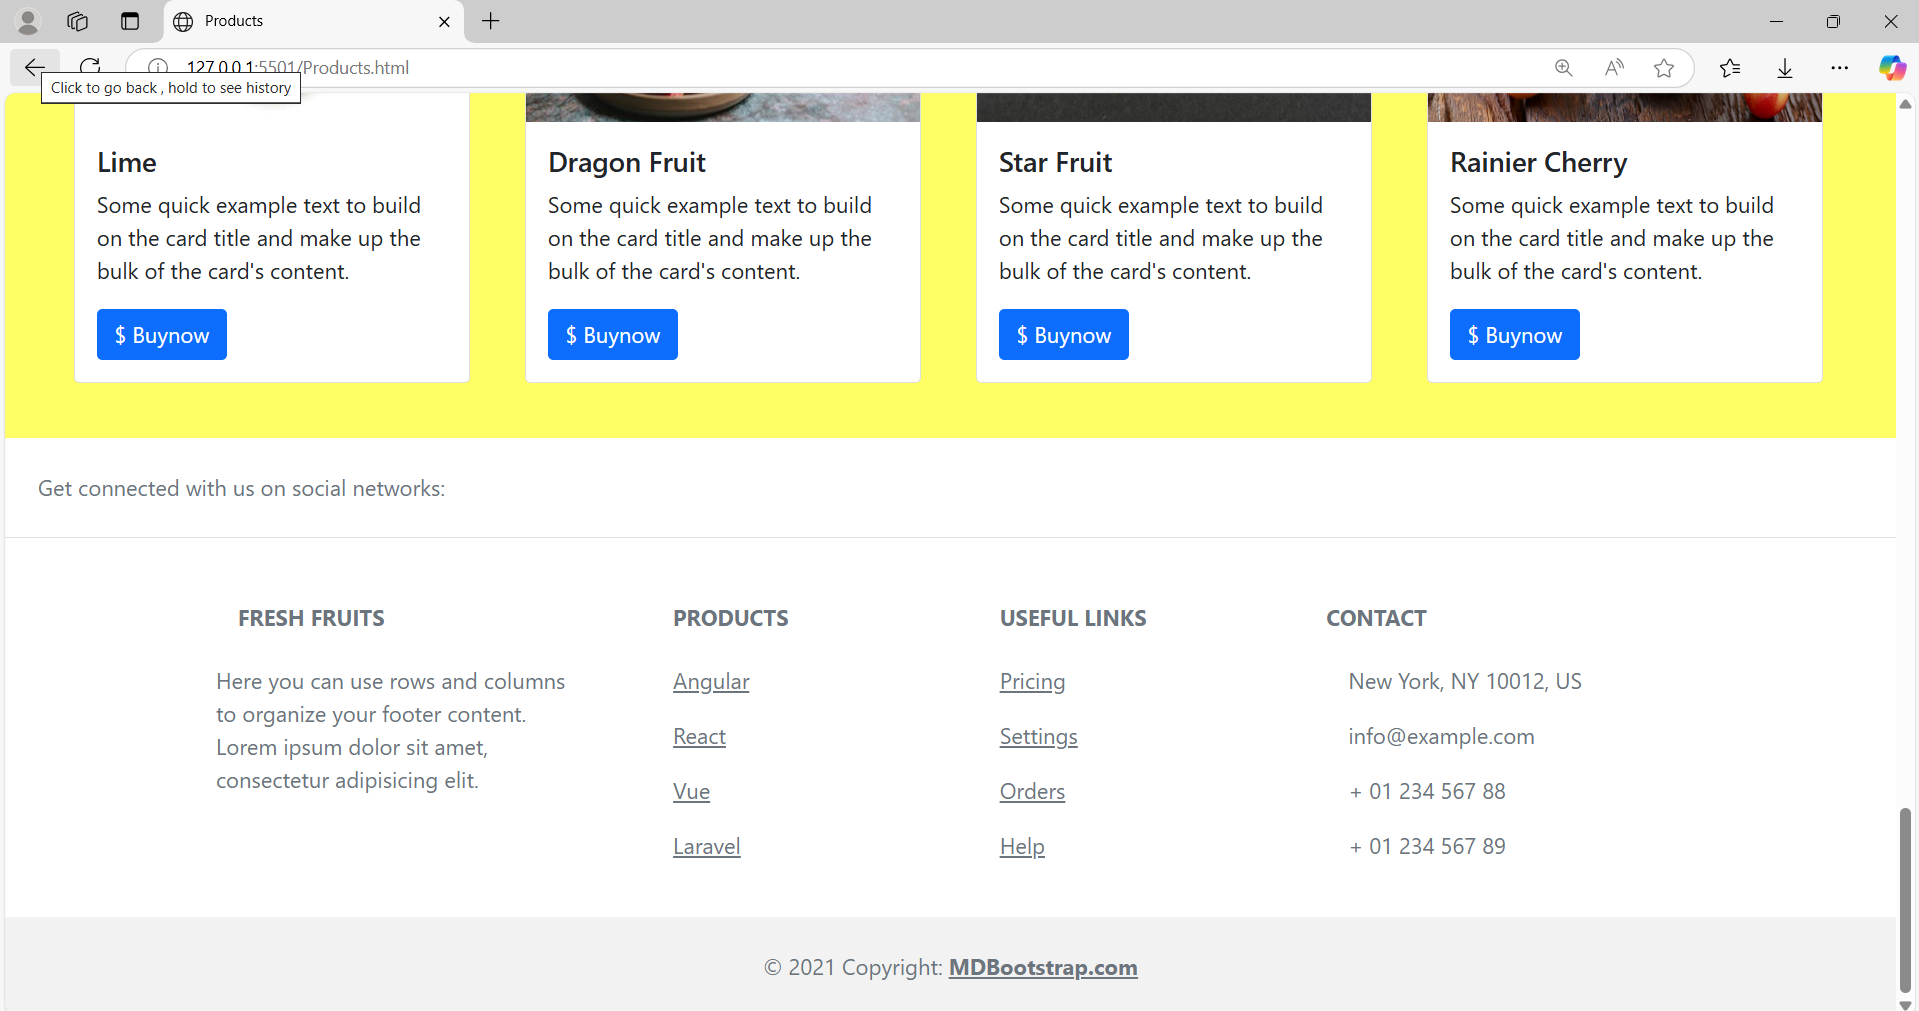 Products
127.0.0.1:5501/Products.html
Click to go back, hold to see history
Lime
Some quick example text to build
on the card title and make up the
bulk of the card's content.
$ Buynow
Dragon Fruit
Some quick example text to build
on the card title and make up the
bulk of the card's content.
$ Buynow
Star Fruit
Some quick example text to build
on the card title and make up the
bulk of the card's content.
$ Buynow
Rainier Cherry
Some quick example text to build
on the card title and make up the
bulk of the card's content.
$ Buynow
Get connected with us on social networks:
FRESH FRUITS
Here you can use rows and columns
to organize your footer content.
Lorem ipsum dolor sit amet,
consectetur adipisicing elit.
PRODUCTS
Angular
React
Vue
Laravel
USEFUL LINKS
Pricing
Settings
Orders
Help
CONTACT
New York, NY 10012, US
info@example.com
+ 01 234 567 88
+ 01 234 567 89
© 2021 Copyright: MDBootstrap.com